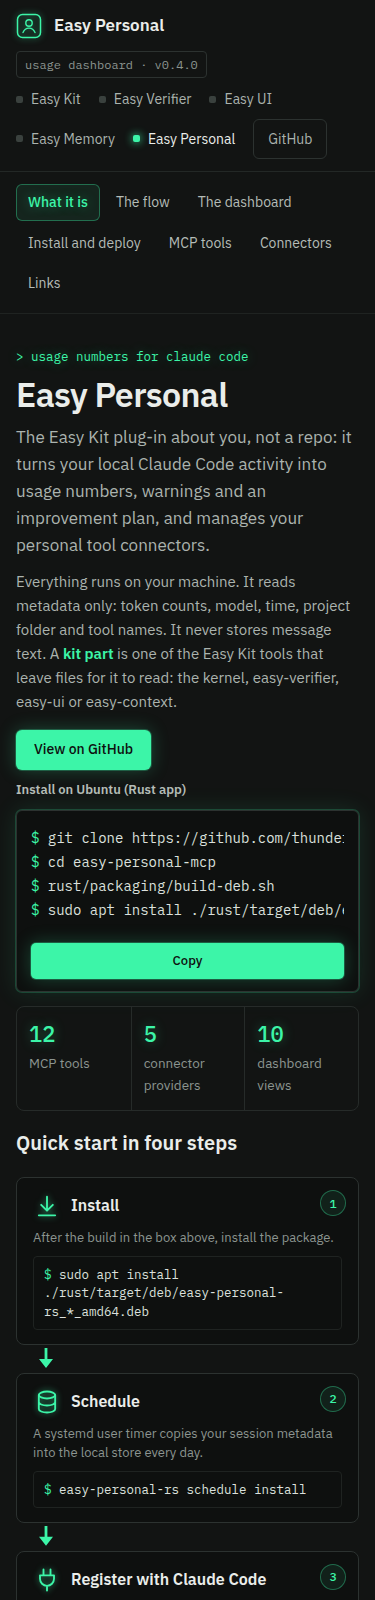 Easy Personal
usage dashboard · v0.4.0
Easy Kit
Easy Verifier
Easy UI
Easy Memory
Easy Personal
GitHub
What it is
The flow
The dashboard
Install and deploy
MCP tools
Connectors
Links
> usage numbers for claude code
Easy Personal
The Easy Kit plug-in about you, not a repo: it
turns your local Claude Code activity into
usage numbers, warnings and an
improvement plan, and manages your
personal tool connectors.
Everything runs on your machine. It reads
metadata only: token counts, model, time, project
folder and tool names. It never stores message
text. A kit part is one of the Easy Kit tools that
leave files for it to read: the kernel, easy-verifier,
easy-ui or easy-context.
View on GitHub
Install on Ubuntu (Rust app)
$ git clone https://github.com/thunde
$ cd easy-personal-mcp
$ rust/packaging/build-deb.sh
$ sudo apt install ./rust/target/deb/
Copy
12
MCP tools
5
connector
providers
10
dashboard
views
Quick start in four steps
Install
1
After the build in the box above, install the package.
$ sudo apt install
./rust/target/deb/easy-personal-
rs_*_amd64.deb
Schedule
2
A systemd user timer copies your session metadata
into the local store every day.
$ easy-personal-rs schedule install
Register with Claude Code
3